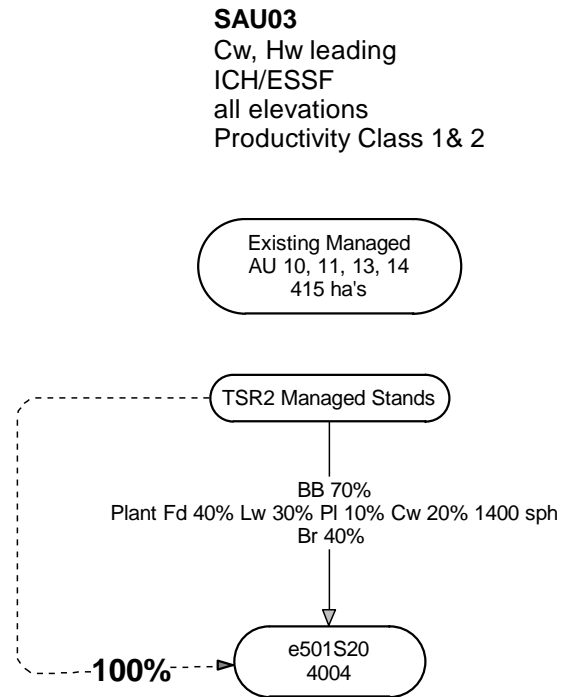 SAU03
Cw, Hw leading
ICH/ESSF
all elevations
Productivity Class 1& 2
Existing Managed
AU 10, 11, 13, 14
415 ha's
TSR2 Managed Stands
BB 70%
Plant Fd 40% Lw 30% Pl 10% Cw 20% 1400 sph
Br 40%
e501S20
4004
100%